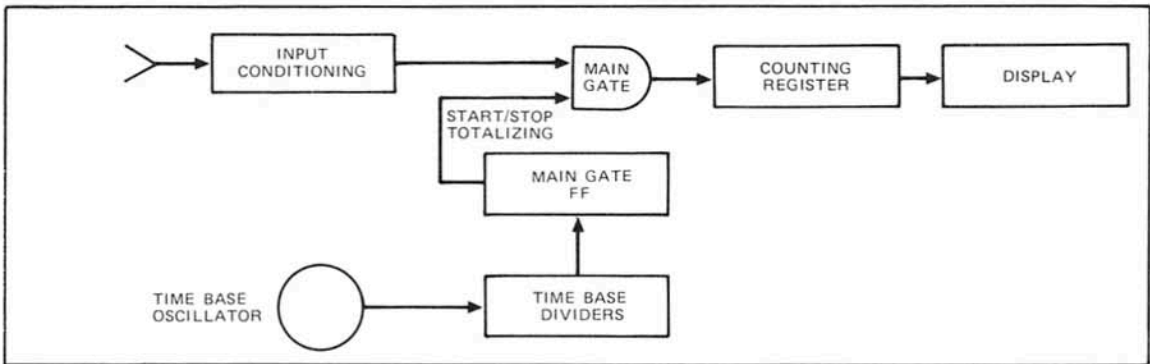 INPUT
CONDITIONING
MAIN
GATE
COUNTING
REGISTER
DISPLAY
START/STOP
TOTALIZING
MAIN GATE
FF
TIME BASE
OSCILLATOR
TIME BASE
DIVIDERS